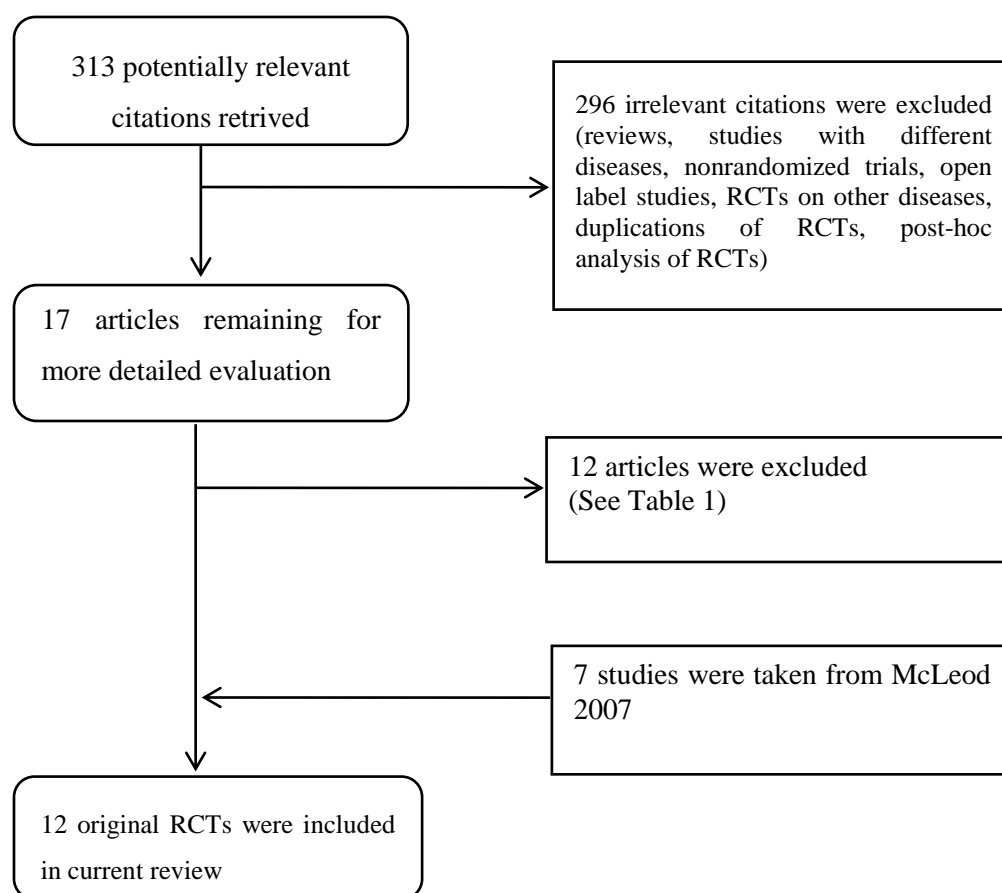 313 potentially relevant
citations retrived
296 irrelevant citations were excluded
(reviews, studies with different
diseases, nonrandomized trials, open
label studies, RCTs on other diseases,
duplications of RCTs, post-hoc
analysis of RCTs)
17 articles remaining for
more detailed evaluation
12 articles were excluded
(See Table 1)
7 studies were taken from McLeod
2007
12 original RCTs were included
in current review